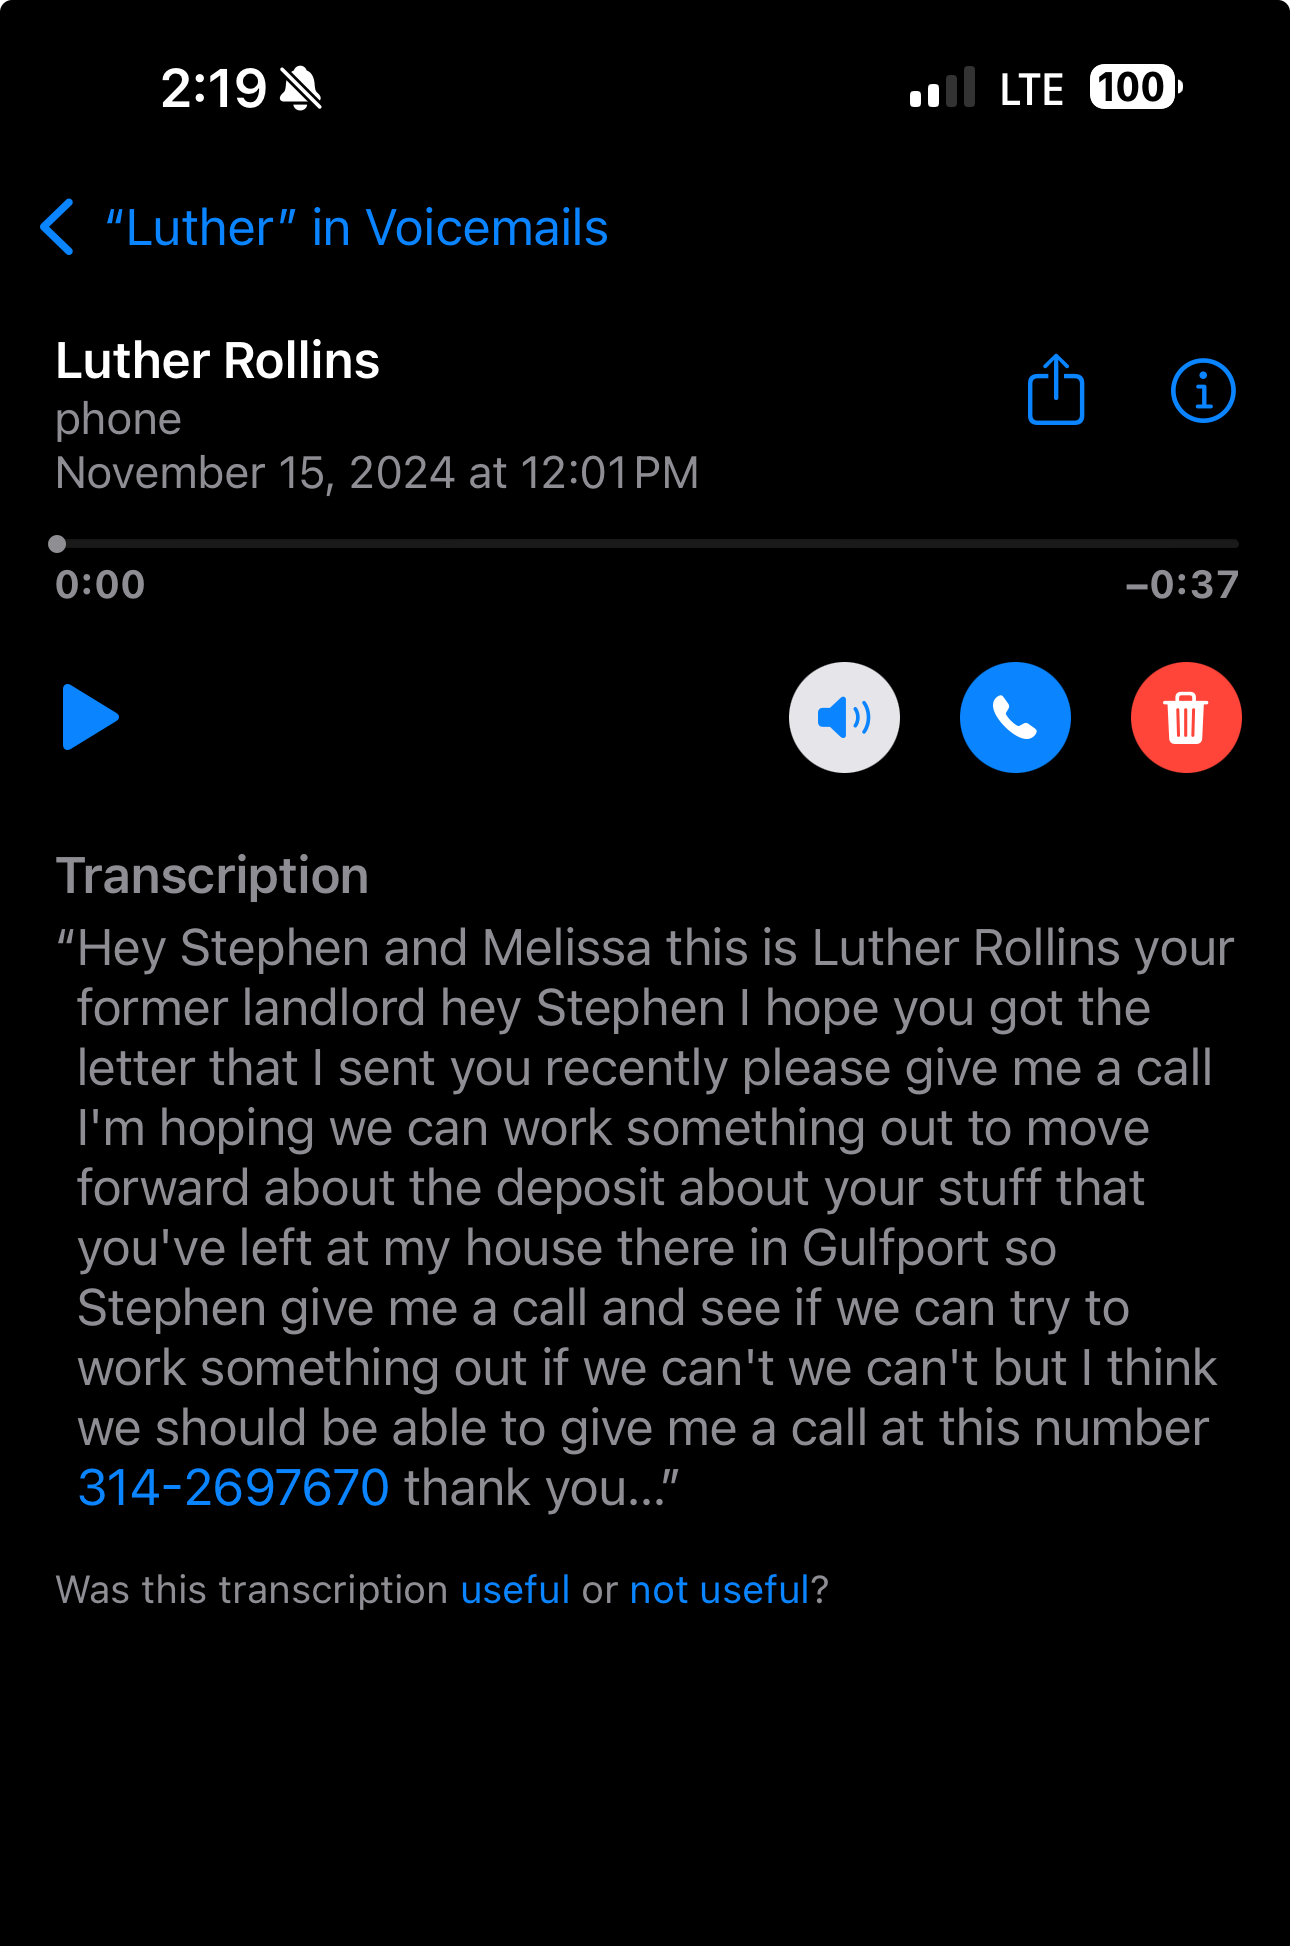 2:19 LTE 100
“Luther” in Voicemails
Luther Rollins
phone
November 15, 2024 at 12:01 PM
0:00 –0:37
Transcription
“Hey Stephen and Melissa this is Luther Rollins your
former landlord hey Stephen I hope you got the
letter that I sent you recently please give me a call
I'm hoping we can work something out to move
forward about the deposit about your stuff that
you've left at my house there in Gulfport so
Stephen give me a call and see if we can try to
work something out if we can't we can't but I think
we should be able to give me a call at this number
314-2697670 thank you...”
Was this transcription useful or not useful?